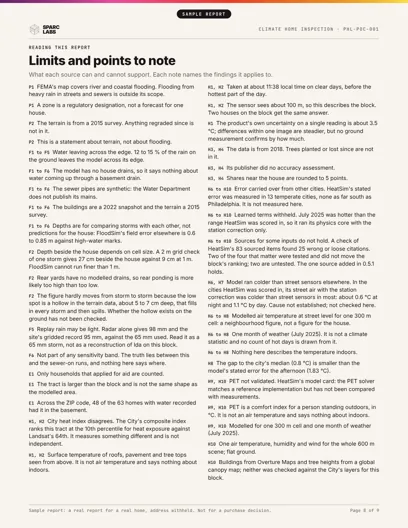 SAMPLE REPORT
SPARC
LABS
CLIMATE HOME INSPECTION · PHL-POC-001
READING THIS REPORT
Limits and points to note
What each source can and cannot support. Each note names the findings it applies to.
P1 FEMA's map covers river and coastal flooding. Flooding from
heavy rain in streets and sewers is outside its scope.
P1 A zone is a regulatory designation, not a forecast for one
house.
P2 The terrain is from a 2015 survey. Anything regraded since is
not in it.
P2 This is a statement about terrain, not about flooding.
F1 to F6 Water leaving across the edge. 12 to 15 % of the rain on
the ground leaves the model across its edge.
F1 to F6 The model has no house drains, so it says nothing about
water coming up through a basement drain.
F1 to F6 The sewer pipes are synthetic: the Water Department
does not publish its mains.
F1 to F6 The buildings are a 2022 snapshot and the terrain a 2015
survey.
F1 to F6 Depths are for comparing storms with each other, not
predictions for the house: FloodSim's field error elsewhere is 0.6
to 0.85 m against high-water marks.
F2 Depth beside the house depends on cell size. A 2 m grid check
of one storm gives 27 cm beside the house against 9 cm at 1 m.
FloodSim cannot run finer than 1 m.
F2 Rear yards have no modelled drains, so rear ponding is more
likely too high than too low.
F2 The figure hardly moves from storm to storm because the low
spot is a hollow in the terrain data, about 5 to 7 cm deep, that fills
in every storm and then spills. Whether the hollow exists on the
ground has not been checked.
F5 Replay rain may be light. Radar alone gives 98 mm and the
site's gridded record 95 mm, against the 65 mm used. Read it as a
65 mm storm, not as a reconstruction of Ida on this block.
F6 Not part of any sensitivity band. The truth lies between this
and the sewer-on runs, and nothing here says where.
E1 Only households that applied for aid are counted.
E1 The tract is larger than the block and is not the same shape as
the modelled area.
E1 Across the ZIP code, 48 of the 63 homes with water recorded
had it in the basement.
H1, H2 City heat index disagrees. The City's composite index
ranks this tract at the 10th percentile for heat exposure against
Landsat's 64th. It measures something different and is not
independent.
H1, H2 Surface temperature of roofs, pavement and tree tops
seen from above. It is not air temperature and says nothing about
indoors.
H1, H2 Taken at about 11:38 local time on clear days, before the
hottest part of the day.
H1, H2 The sensor sees about 100 m, so this describes the block.
Two houses on the block get the same answer.
H1 The product's own uncertainty on a single reading is about 3.5
°C; differences within one image are steadier, but no ground
measurement confirms how much.
H3, H4 The data is from 2018. Trees planted or lost since are not
in it.
H3, H4 Its publisher did no accuracy assessment.
H3, H4 Shares near the house are rounded to 5 points.
H6 to H10 Error carried over from other cities. HeatSim's stated
error was measured in 13 temperate cities, none as far south as
Philadelphia. It is not measured here.
H6 to H10 Learned terms withheld. July 2025 was hotter than the
range HeatSim was scored in, so it ran its physics core with the
station correction only.
H6 to H10 Sources for some inputs do not hold. A check of
HeatSim's 83 sourced items found 25 wrong or loose citations.
Two of the four that matter were tested and did not move the
block's ranking; two are untested. The one source added in 0.5.1
holds.
H6, H7 Model ran colder than street sensors elsewhere. In the
cities HeatSim was scored in, its street air with the station
correction was colder than street sensors in most: about 0.6 °C at
night and 1.1 °C by day. Cause not established; not checked here.
H6 to H8 Modelled air temperature at street level for one 300 m
cell: a neighbourhood figure, not a figure for the house.
H6 to H8 One month of weather (July 2025). It is not a climate
statistic and no count of hot days is drawn from it.
H6 to H8 Nothing here describes the temperature indoors.
H8 The gap to the city's median (0.8 °C) is smaller than the
model's stated error for the afternoon (1.83 °C).
H9, H10 PET not validated. HeatSim's model card: the PET solver
matches a reference implementation but has not been compared
with measurements.
H9, H10 PET is a comfort index for a person standing outdoors, in
°C. It is not an air temperature and says nothing about indoors.
H9, H10 Modelled for one 300 m cell and one month of weather
(July 2025).
H10 One air temperature, humidity and wind for the whole 600 m
scene; flat ground.
H10 Buildings from Overture Maps and tree heights from a global
canopy map; neither was checked against the City's layers for this
block.
Sample report: a real report for a real home, address withheld. Not for a purchase decision.
Page 8 of 9